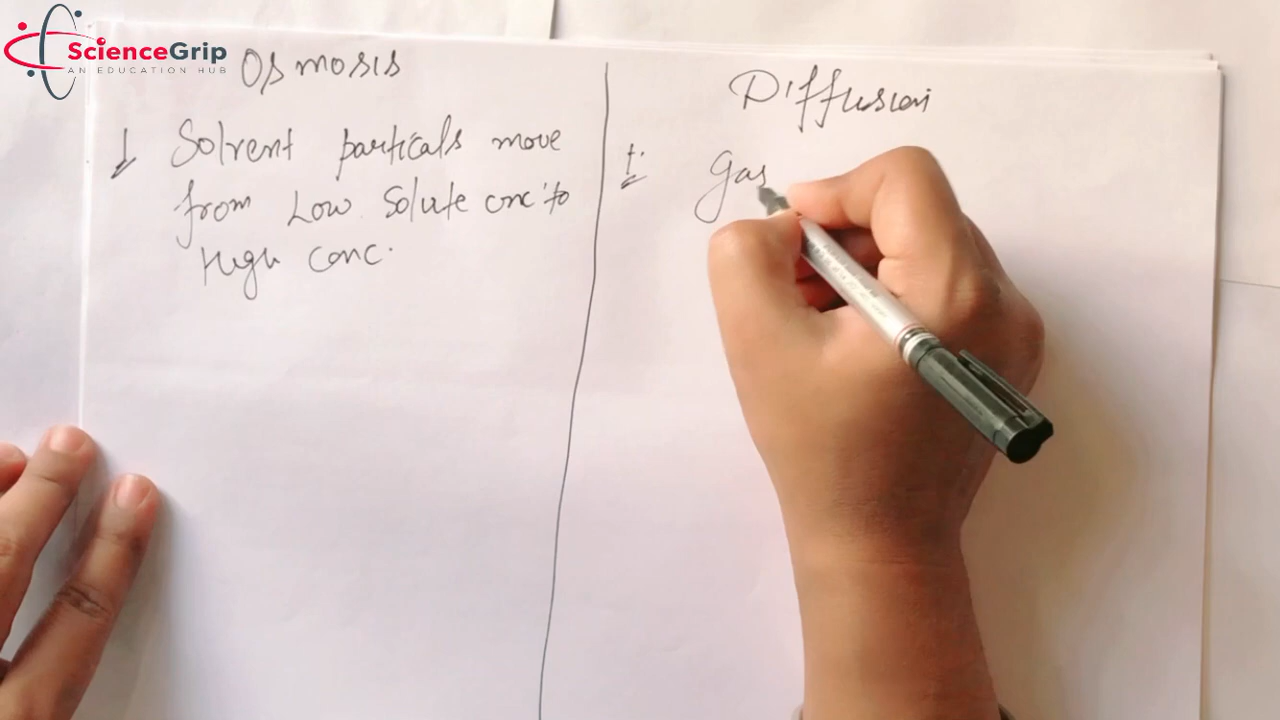 ScienceGrip
AN EDUCATION HUB
Osmosis
1 Solvent particals move
from Low Solute conc to
High conc.
Diffusion
1.
Gas